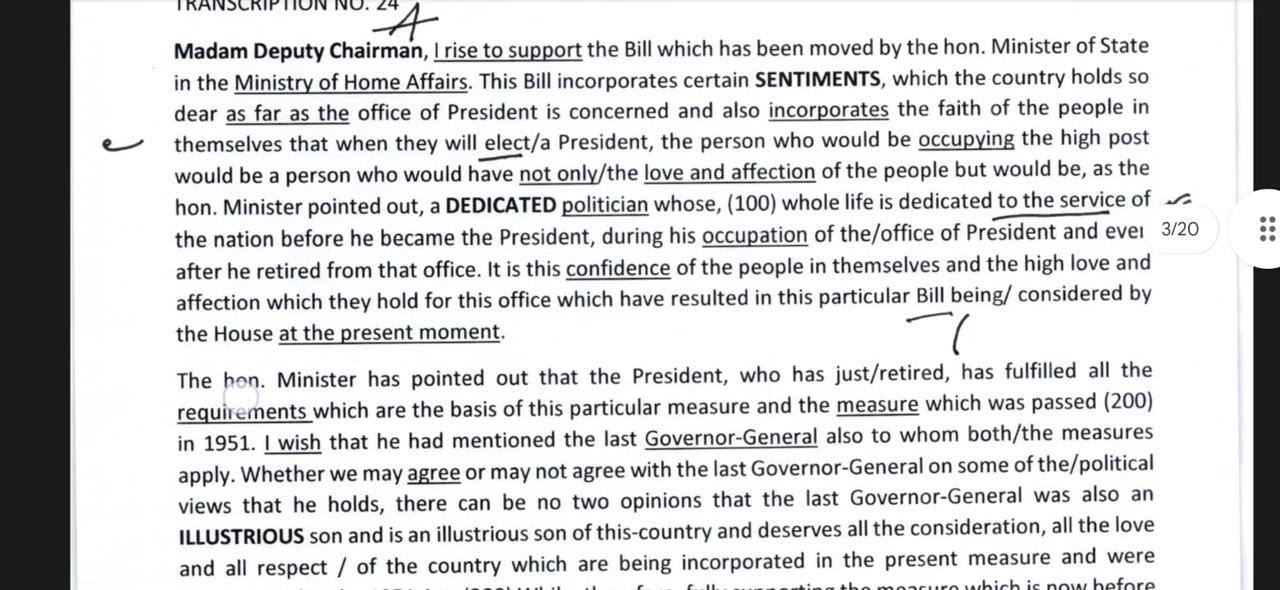 TRANSCRIPTION NO. 24
Madam Deputy Chairman, I rise to support the Bill which has been moved by the hon. Minister of State
in the Ministry of Home Affairs. This Bill incorporates certain SENTIMENTS, which the country holds so
dear as far as the office of President is concerned and also incorporates the faith of the people in
themselves that when they will elect/a President, the person who would be occupying the high post
would be a person who would have not only/the love and affection of the people but would be, as the
hon. Minister pointed out, a DEDICATED politician whose, (100) whole life is dedicated to the service of
the nation before he became the President, during his occupation of the/office of President and ever
3/20
after he retired from that office. It is this confidence of the people in themselves and the high love and
affection which they hold for this office which have resulted in this particular Bill being/ considered by
the House at the present moment.
The hon. Minister has pointed out that the President, who has just/retired, has fulfilled all the
requirements which are the basis of this particular measure and the measure which was passed (200)
in 1951. I wish that he had mentioned the last Governor-General also to whom both/the measures
apply. Whether we may agree or may not agree with the last Governor-General on some of the/political
views that he holds, there can be no two opinions that the last Governor-General was also an
ILLUSTRIOUS son and is an illustrious son of this-country and deserves all the consideration, all the love
and all respect / of the country which are being incorporated in the present measure and were
fully supporting the measure which is now before